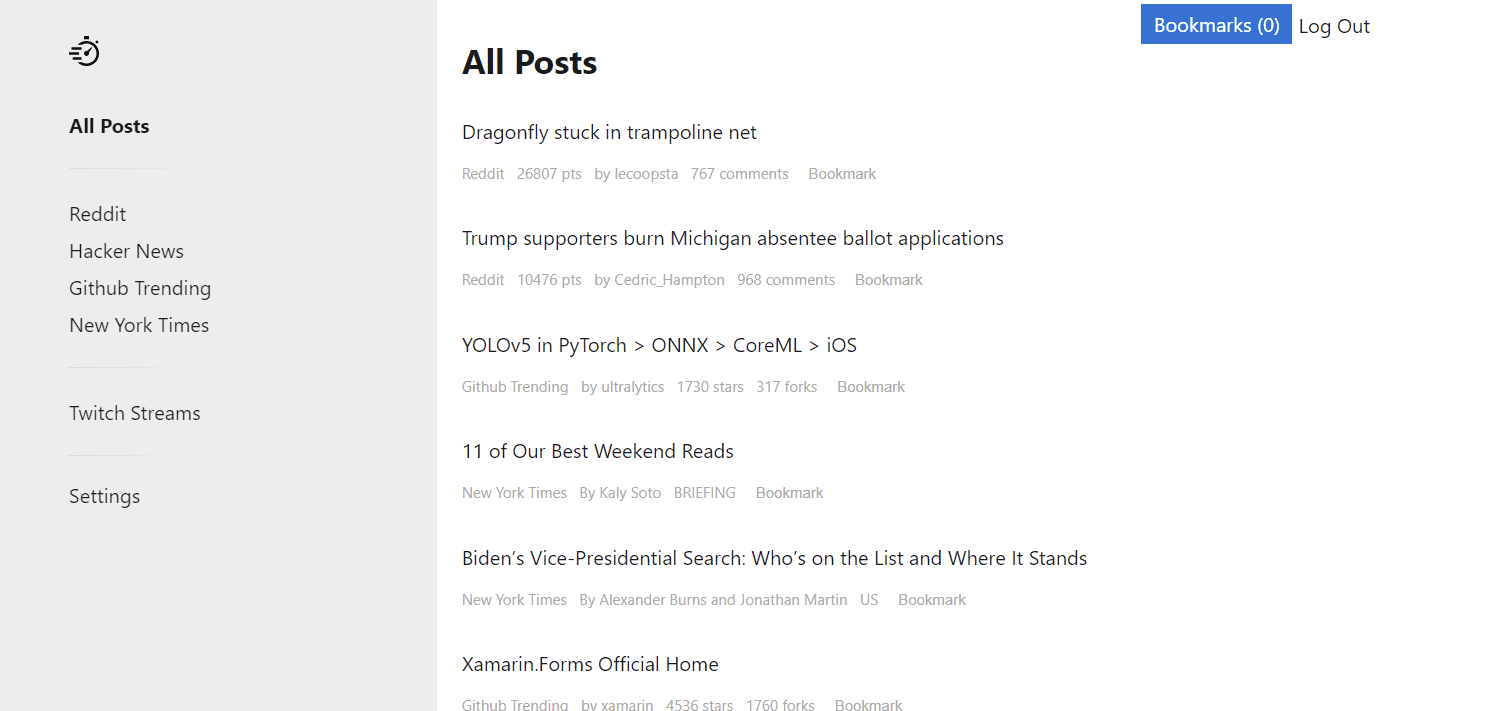 Bookmarks (0) Log Out
All Posts
All Posts
Reddit
Hacker News
Github Trending
New York Times
Twitch Streams
Settings
Dragonfly stuck in trampoline net
Reddit 26807 pts by lecoopsta 767 comments Bookmark
Trump supporters burn Michigan absentee ballot applications
Reddit 10476 pts by Cedric_Hampton 968 comments Bookmark
YOLOv5 in PyTorch > ONNX > CoreML > iOS
Github Trending by ultralytics 1730 stars 317 forks Bookmark
11 of Our Best Weekend Reads
New York Times By Kaly Soto BRIEFING Bookmark
Biden’s Vice-Presidential Search: Who’s on the List and Where It Stands
New York Times By Alexander Burns and Jonathan Martin US Bookmark
Xamarin.Forms Official Home
Github Trending by xamarin 4536 stars 1760 forks Bookmark